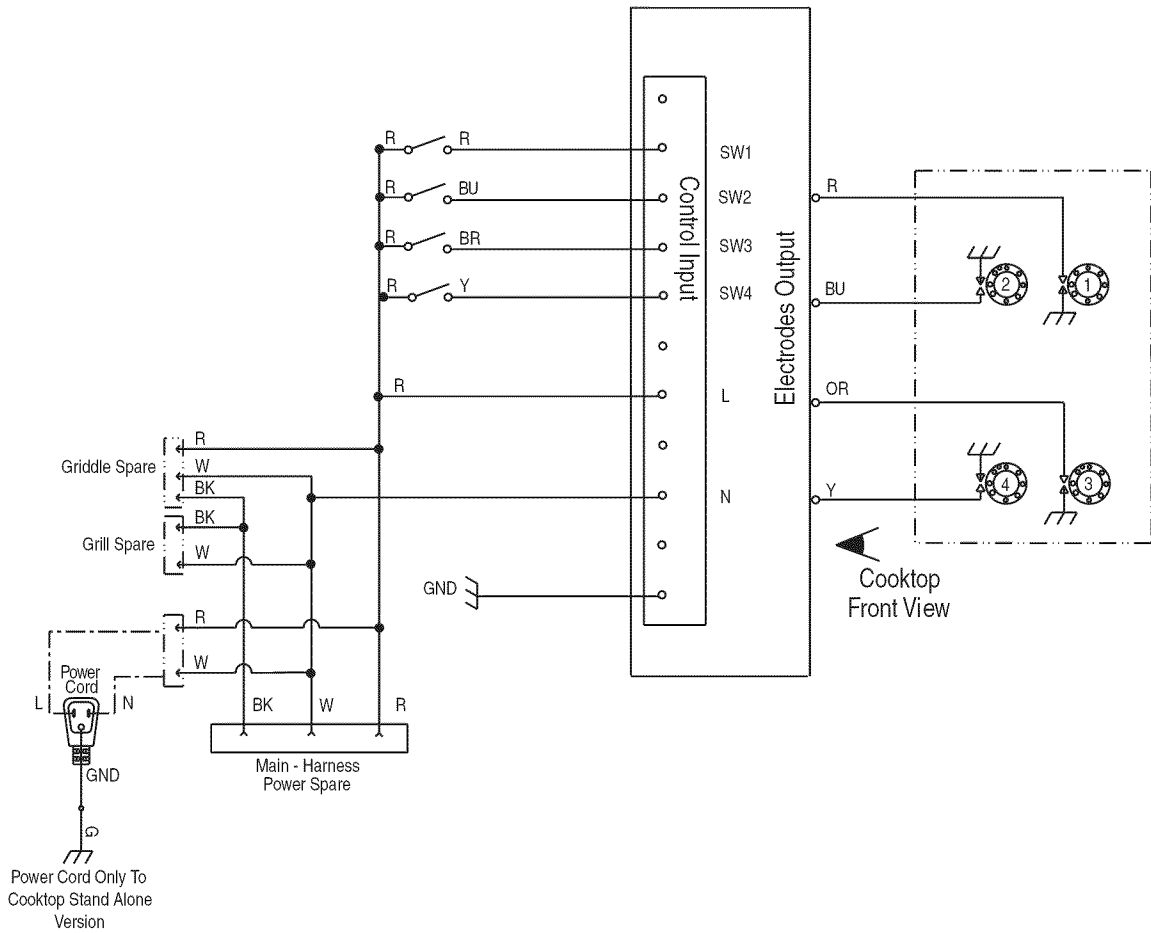 R R
SW1
R BU
SW2
R
R BR
SW3
R Y
SW4
Control Input
Electrodes Output
2 1
BU
R
L
OR
R
Griddle Spare
W
BK
N
4 3
Y
BK
Grill Spare
W
GND
Cooktop
Front View
R
W
Power
Cord
L N
BK W R
GND
Main - Harness
Power Spare
G
Power Cord Only To
Cooktop Stand Alone
Version